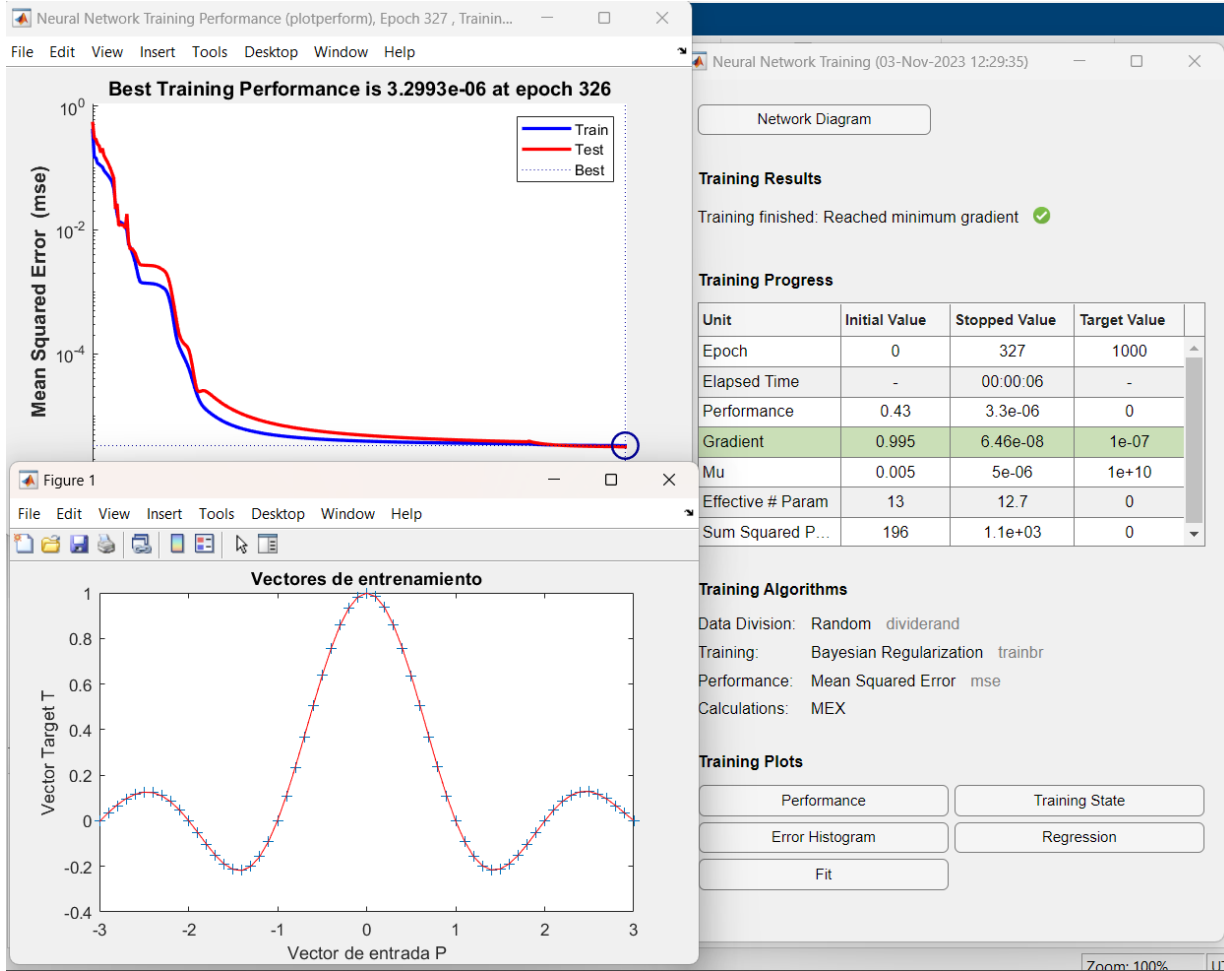 Neural Network Training Performance (plotperform), Epoch 327 , Trainin...
File Edit View Insert Tools Desktop Window Help
Best Training Performance is 3.2993e-06 at epoch 326
10^0
10^-2
10^-4
Mean Squared Error (mse)
Train
Test
Best
Figure 1
File Edit View Insert Tools Desktop Window Help
Vectores de entrenamiento
1
0.8
0.6
0.4
0.2
0
-0.2
-0.4
Vector Target T
-3 -2 -1 0 1 2 3
Vector de entrada P
Neural Network Training (03-Nov-2023 12:29:35)
Network Diagram
Training Results
Training finished: Reached minimum gradient
Training Progress
Unit Initial Value Stopped Value Target Value
Epoch 0 327 1000
Elapsed Time - 00:00:06 -
Performance 0.43 3.3e-06 0
Gradient 0.995 6.46e-08 1e-07
Mu 0.005 5e-06 1e+10
Effective # Param 13 12.7 0
Sum Squared P... 196 1.1e+03 0
Training Algorithms
Data Division: Random dividerand
Training: Bayesian Regularization trainbr
Performance: Mean Squared Error mse
Calculations: MEX
Training Plots
Performance Training State
Error Histogram Regression
Fit
Zoom: 100%